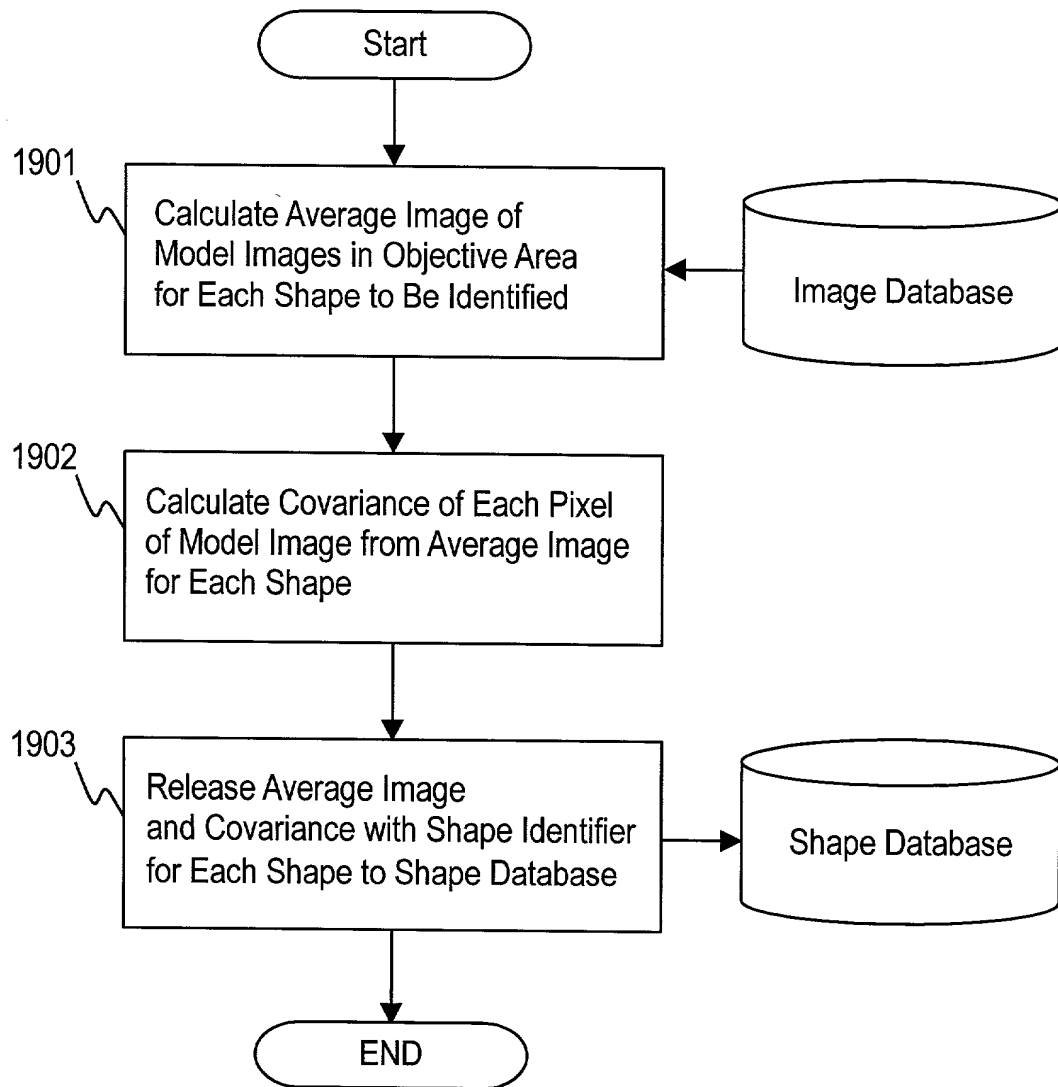 Start
1901
Calculate Average Image of
Model Images in Objective Area
for Each Shape to Be Identified
Image Database
1902
Calculate Covariance of Each Pixel
of Model Image from Average Image
for Each Shape
1903
Release Average Image
and Covariance with Shape Identifier
for Each Shape to Shape Database
Shape Database
END